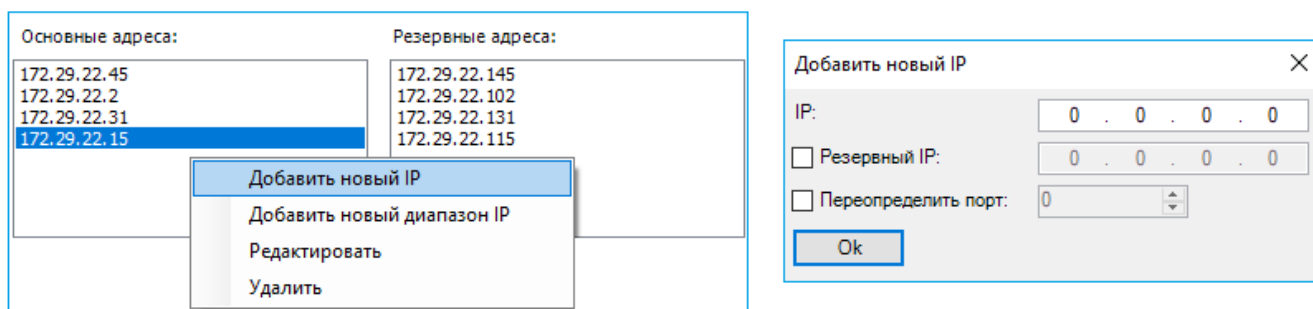 Основные адреса:
172.29.22.45
172.29.22.2
172.29.22.31
172.29.22.15
Резервные адреса:
172.29.22.145
172.29.22.102
172.29.22.131
172.29.22.115
Добавить новый IP
Добавить новый диапазон IP
Редактировать
Удалить
Добавить новый IP
IP: 0 . 0 . 0 . 0
Резервный IP: 0 . 0 . 0 . 0
Переопределить порт: 0
Ok